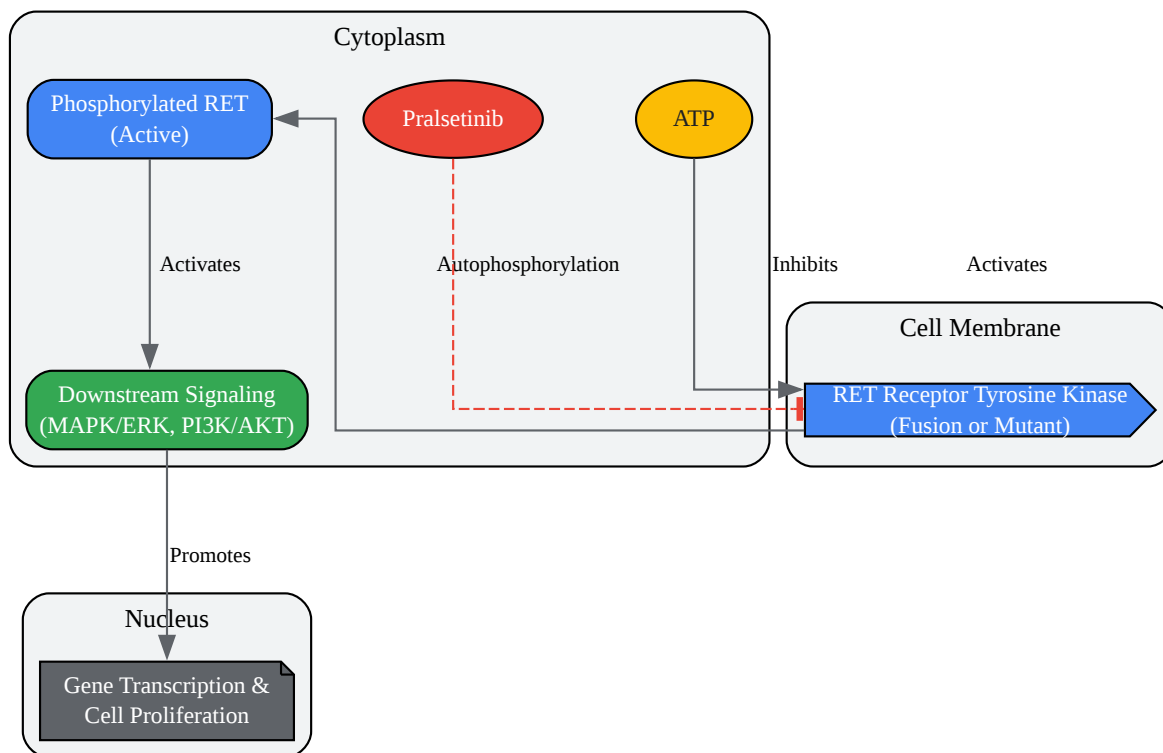 Cytoplasm
Phosphorylated RET
(Active)
Pralsetinib
ATP
Activates
Autophosphorylation
Inhibits
Activates
Cell Membrane
RET Receptor Tyrosine Kinase
(Fusion or Mutant)
Downstream Signaling
(MAPK/ERK, PI3K/AKT)
Promotes
Nucleus
Gene Transcription &
Cell Proliferation